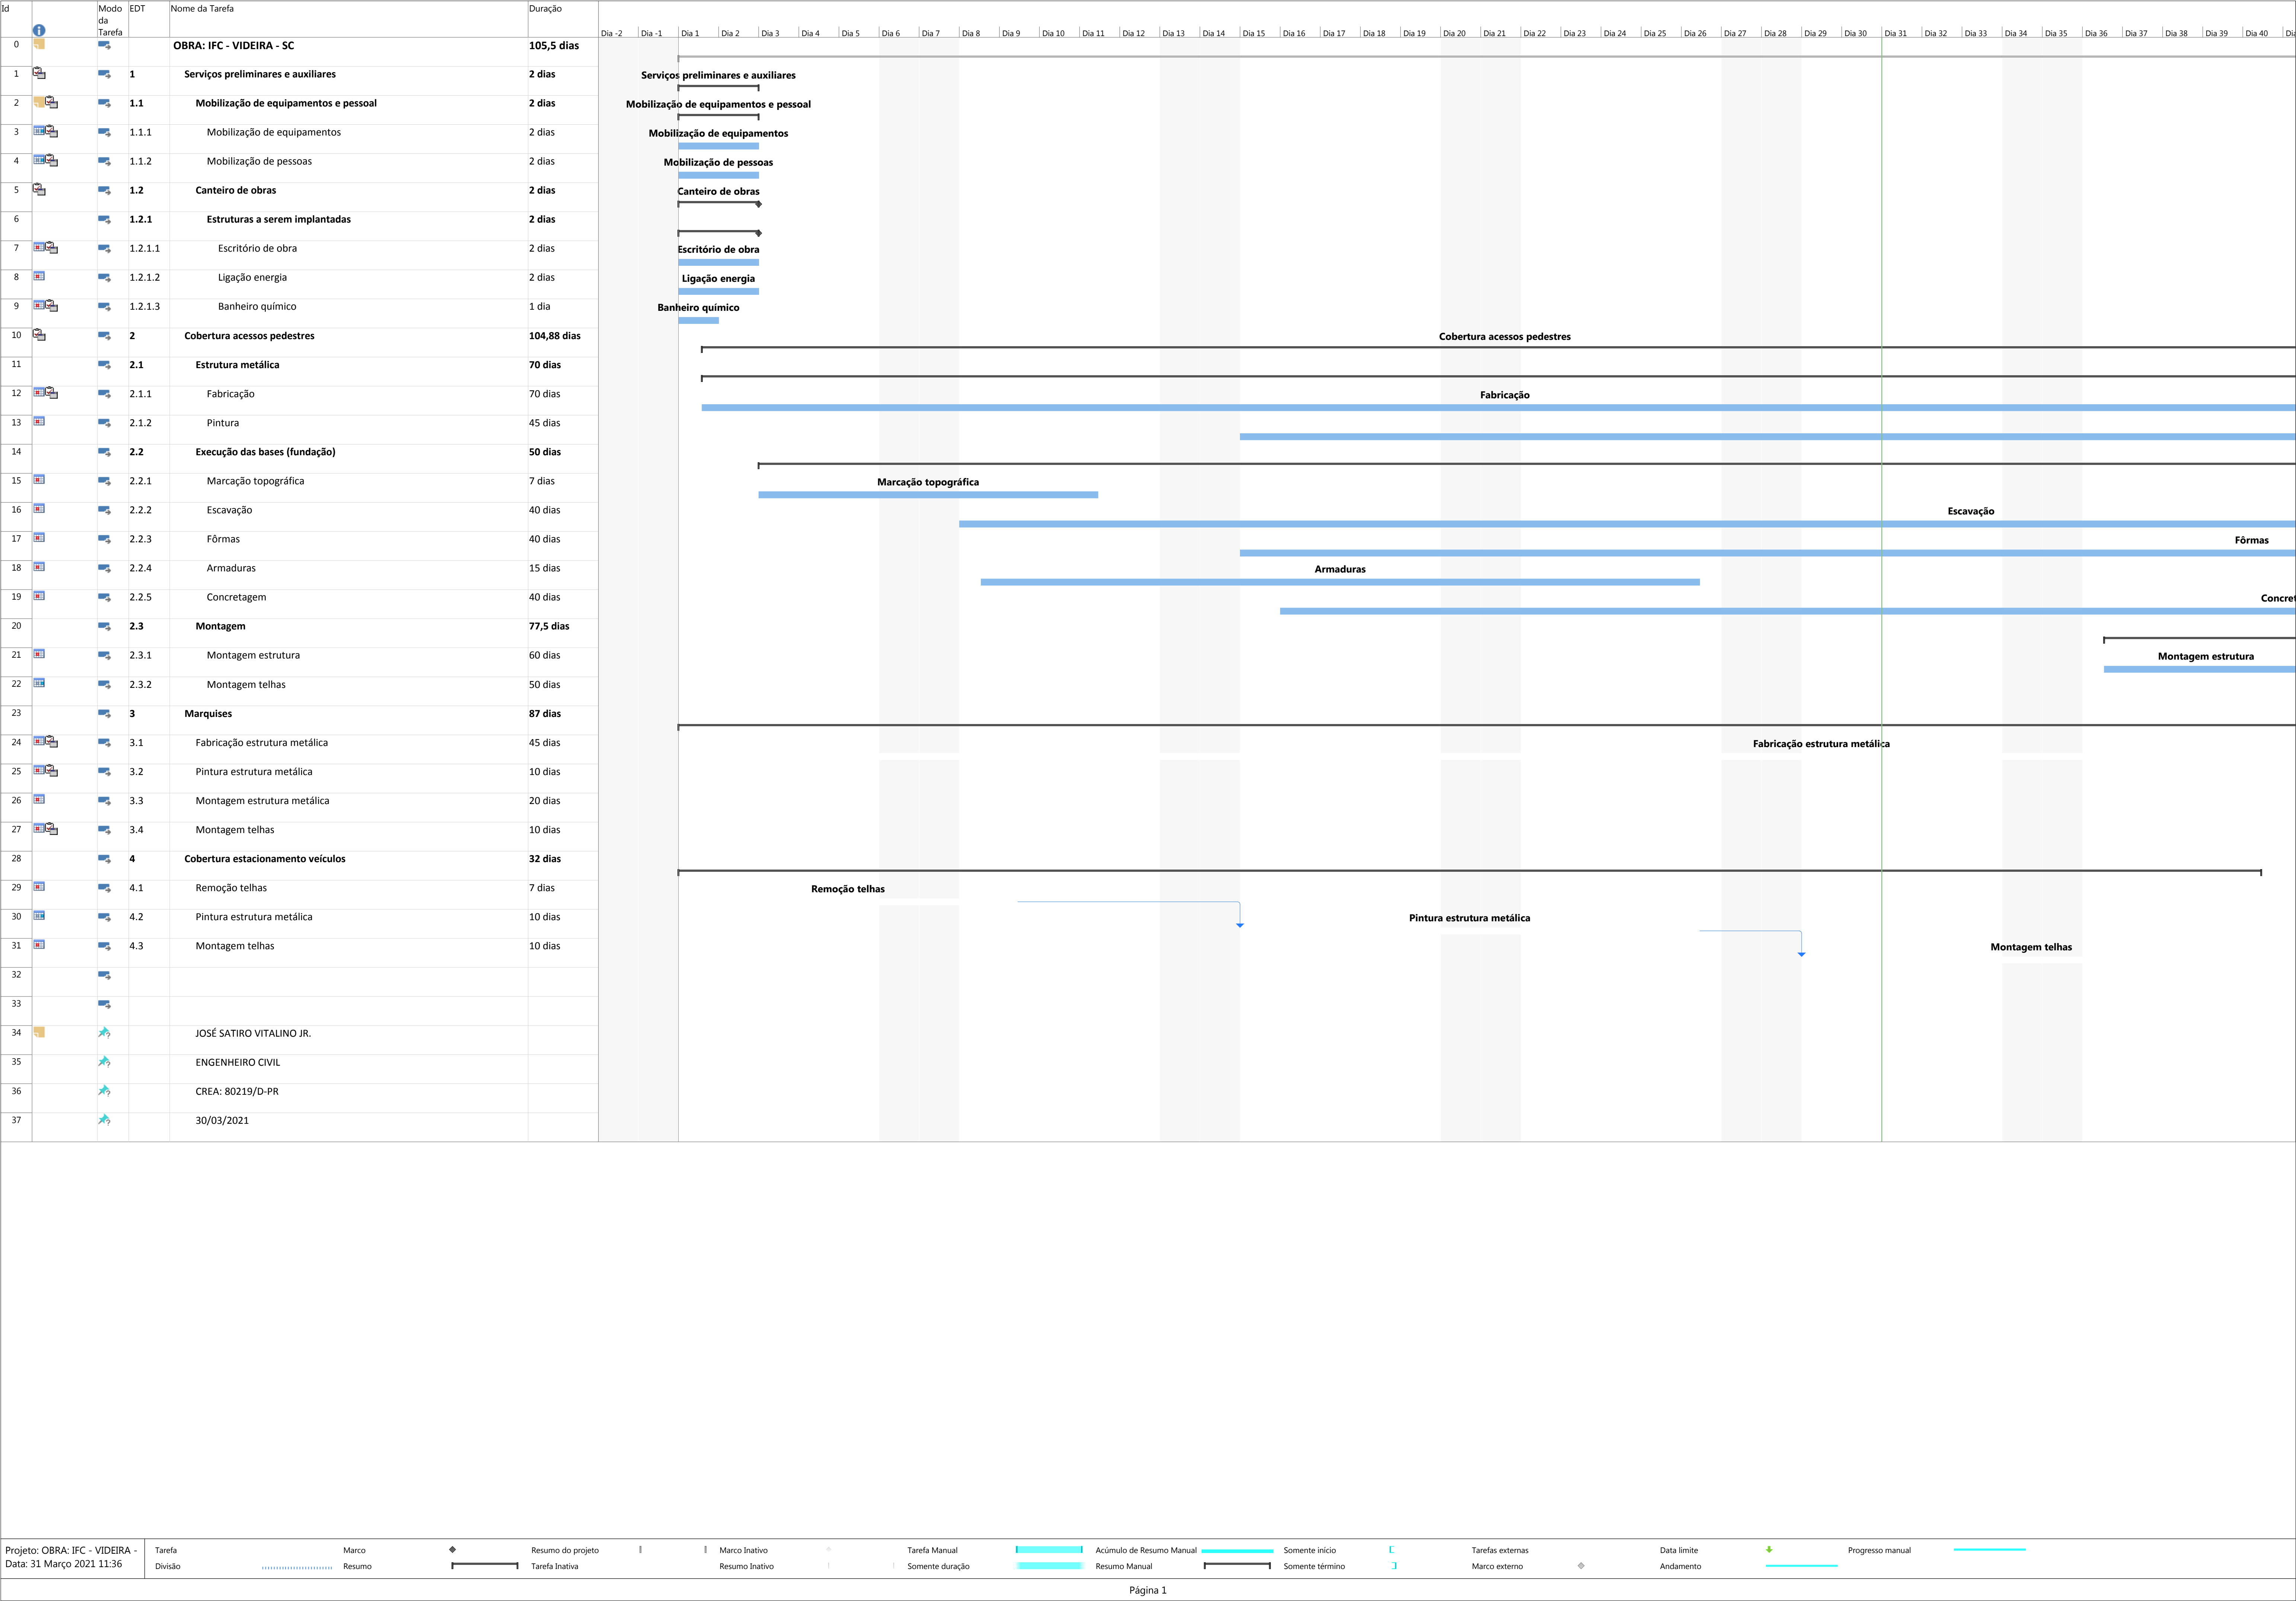 Id Modo da Tarefa EDT Nome da Tarefa Duração
Dia -2 Dia -1 Dia 1 Dia 2 Dia 3 Dia 4 Dia 5 Dia 6 Dia 7 Dia 8 Dia 9 Dia 10 Dia 11 Dia 12 Dia 13 Dia 14 Dia 15 Dia 16 Dia 17 Dia 18 Dia 19 Dia 20 Dia 21 Dia 22 Dia 23 Dia 24 Dia 25 Dia 26 Dia 27 Dia 28 Dia 29 Dia 30 Dia 31 Dia 32 Dia 33 Dia 34 Dia 35 Dia 36 Dia 37 Dia 38 Dia 39 Dia 40
0 OBRA: IFC - VIDEIRA - SC 105,5 dias
1 1 Serviços preliminares e auxiliares 2 dias Serviços preliminares e auxiliares
2 1.1 Mobilização de equipamentos e pessoal 2 dias Mobilização de equipamentos e pessoal
3 1.1.1 Mobilização de equipamentos 2 dias Mobilização de equipamentos
4 1.1.2 Mobilização de pessoas 2 dias Mobilização de pessoas
5 1.2 Canteiro de obras 2 dias Canteiro de obras
6 1.2.1 Estruturas a serem implantadas 2 dias
7 1.2.1.1 Escritório de obra 2 dias Escritório de obra
8 1.2.1.2 Ligação energia 2 dias Ligação energia
9 1.2.1.3 Banheiro químico 1 dia Banheiro químico
10 2 Cobertura acessos pedestres 104,88 dias Cobertura acessos pedestres
11 2.1 Estrutura metálica 70 dias
12 2.1.1 Fabricação 70 dias Fabricação
13 2.1.2 Pintura 45 dias
14 2.2 Execução das bases (fundação) 50 dias
15 2.2.1 Marcação topográfica 7 dias Marcação topográfica
16 2.2.2 Escavação 40 dias Escavação
17 2.2.3 Fôrmas 40 dias Fôrmas
18 2.2.4 Armaduras 15 dias Armaduras
19 2.2.5 Concretagem 40 dias Concret
20 2.3 Montagem 77,5 dias
21 2.3.1 Montagem estrutura 60 dias Montagem estrutura
22 2.3.2 Montagem telhas 50 dias
23 3 Marquises 87 dias
24 3.1 Fabricação estrutura metálica 45 dias Fabricação estrutura metálica
25 3.2 Pintura estrutura metálica 10 dias
26 3.3 Montagem estrutura metálica 20 dias
27 3.4 Montagem telhas 10 dias
28 4 Cobertura estacionamento veículos 32 dias
29 4.1 Remoção telhas 7 dias Remoção telhas
30 4.2 Pintura estrutura metálica 10 dias Pintura estrutura metálica
31 4.3 Montagem telhas 10 dias Montagem telhas
32
33
34 JOSÉ SATIRO VITALINO JR.
35 ENGENHEIRO CIVIL
36 CREA: 80219/D-PR
37 30/03/2021
Projeto: OBRA: IFC - VIDEIRA -
Data: 31 Março 2021 11:36
Tarefa Marco Resumo do projeto Marco Inativo Tarefa Manual Acúmulo de Resumo Manual Somente início Tarefas externas Data limite Progresso manual
Divisão Resumo Tarefa Inativa Resumo Inativo Somente duração Resumo Manual Somente término Marco externo Andamento
Página 1